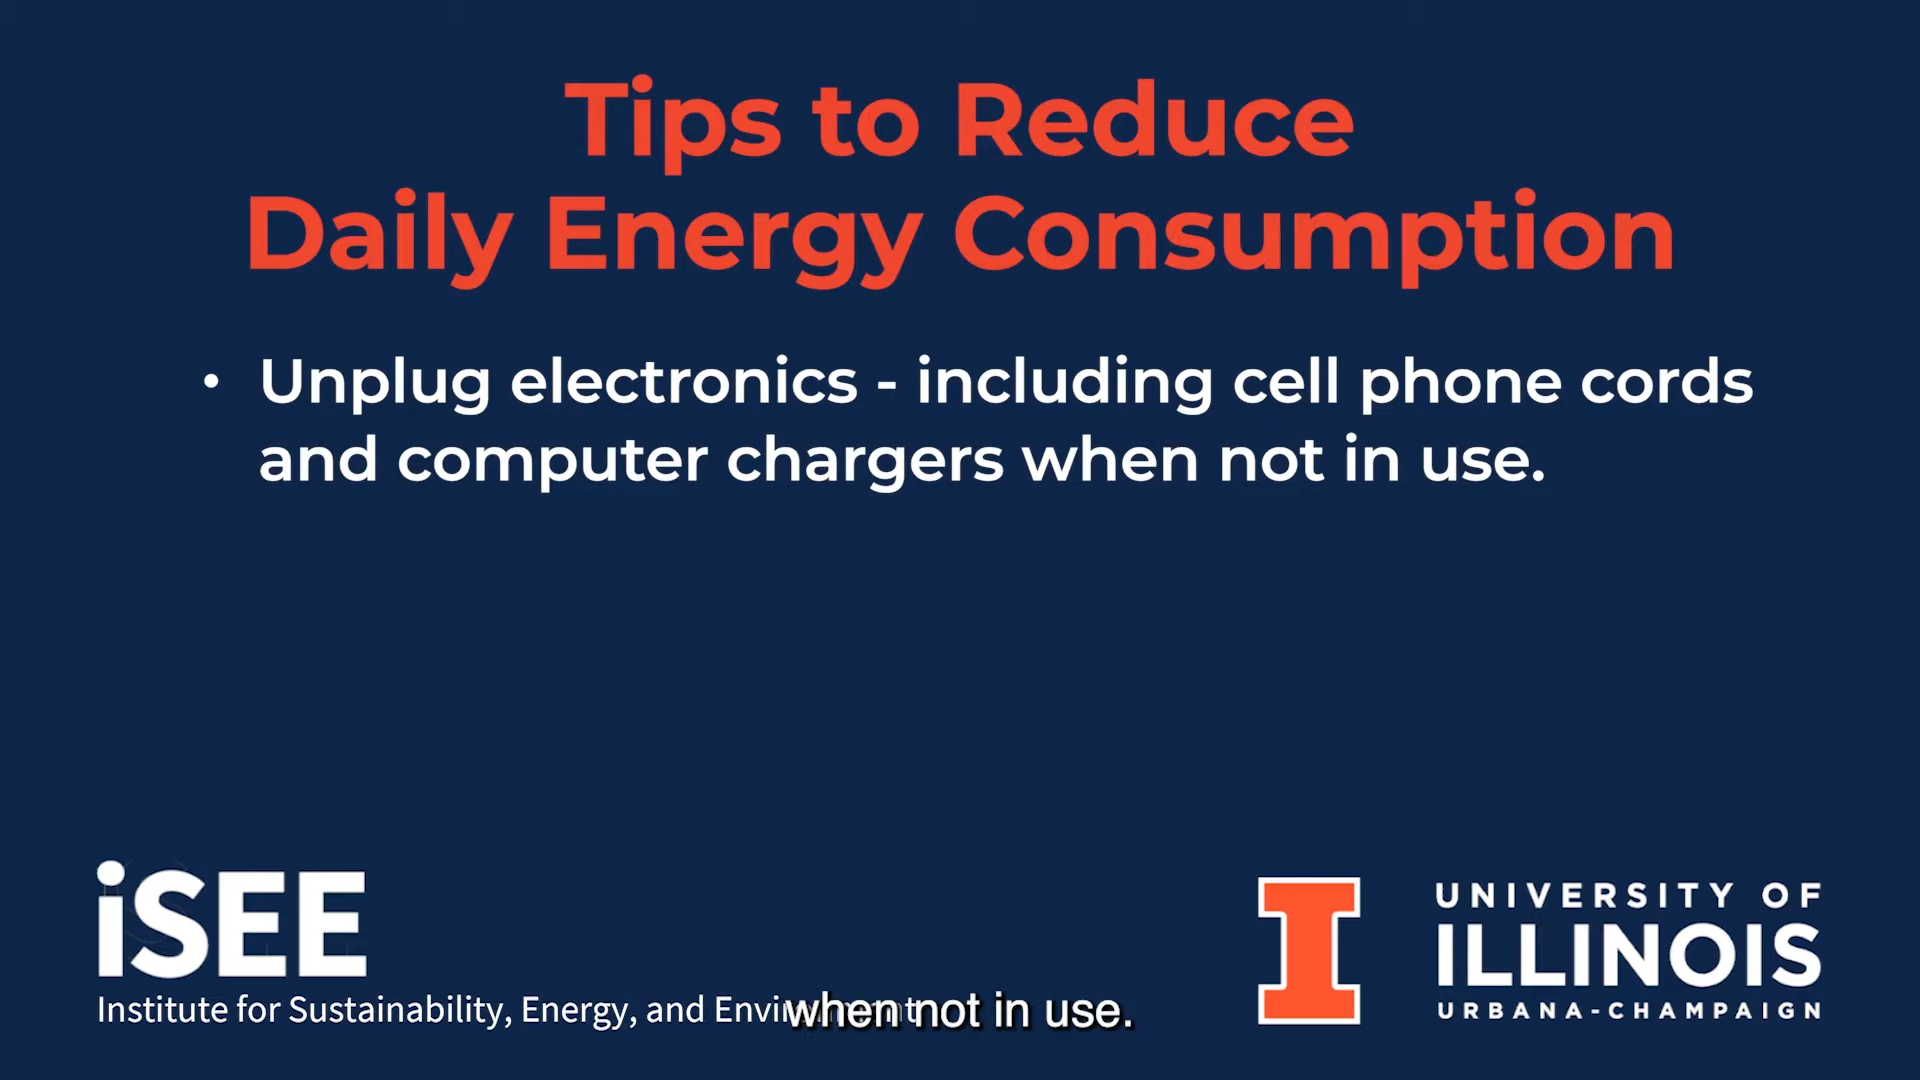 Tips to Reduce
Daily Energy Consumption
• Unplug electronics - including cell phone cords
and computer chargers when not in use.
iSEE
Institute for Sustainability, Energy, and Environment
when not in use.
I
UNIVERSITY OF
ILLINOIS
URBANA-CHAMPAIGN